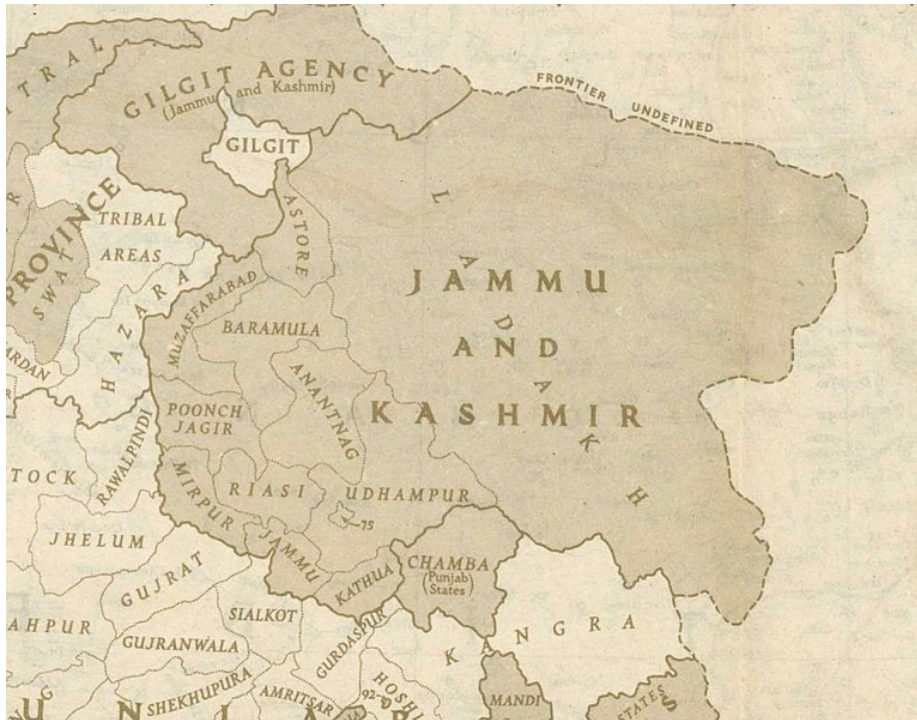 TRAL
GILGIT AGENCY
(Jammu and Kashmir)
FRONTIER UNDEFINED
GILGIT
LADAKH
PROVINCE
TRIBAL
AREAS
ASTORE
SWAT
JAMMU
AND
KASHMIR
HAZARA
MUZAFFARABAD
BARAMULA
ARDAN
ANANTNAG
POONCH
JAGIR
RAWALPINDI
TOCK
MIRPUR
RIASI
UDHAMPUR
75
JHELUM
JAMMU
KATHUA
CHAMBA
(Punjab
States)
GUJRAT
SIALKOT
AHPUR
GUJRANWALA
GURDASPUR
KANGRA
SHEKHUPURA
AMRITSAR
HOSHI
92
MANDI
STATES
UNJA